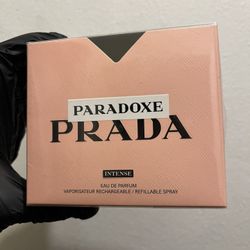 PARADOXE
PRADA
INTENSE
EAU DE PARFUM
VAPORISATEUR RECHARGEABLE / REFILLABLE SPRAY